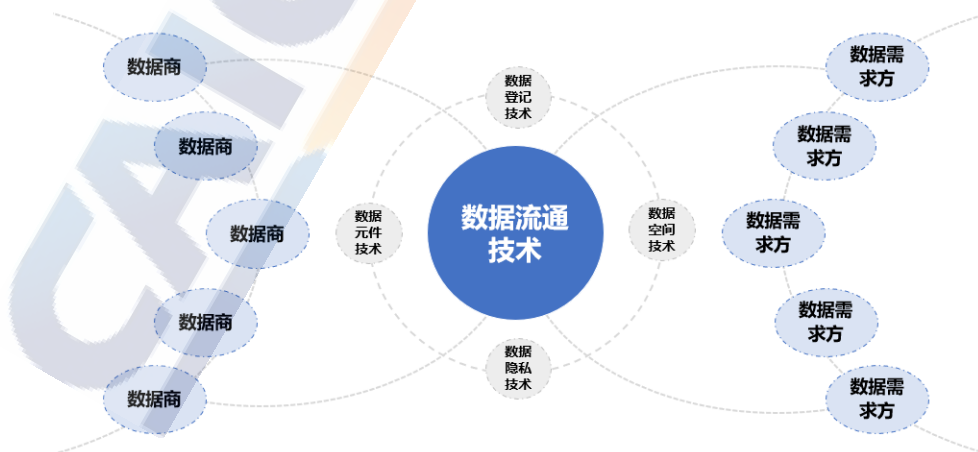 数据商
数据商
数据商
数据商
数据商
数据
登记
技术
数据
元件
技术
数据流通
技术
数据
空间
技术
数据
隐私
技术
数据需
求方
数据需
求方
数据需
求方
数据需
求方
数据需
求方